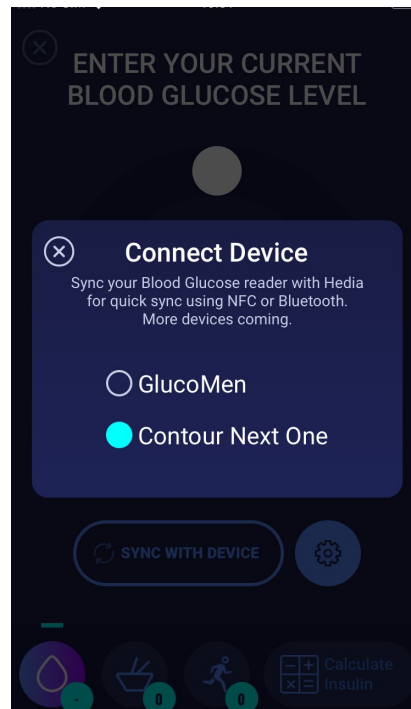 ENTER YOUR CURRENT
BLOOD GLUCOSE LEVEL
Connect Device
Sync your Blood Glucose reader with Hedia
for quick sync using NFC or Bluetooth.
More devices coming.
GlucoMen
Contour Next One
SYNC WITH DEVICE
-
0
0
Calculate
Insulin